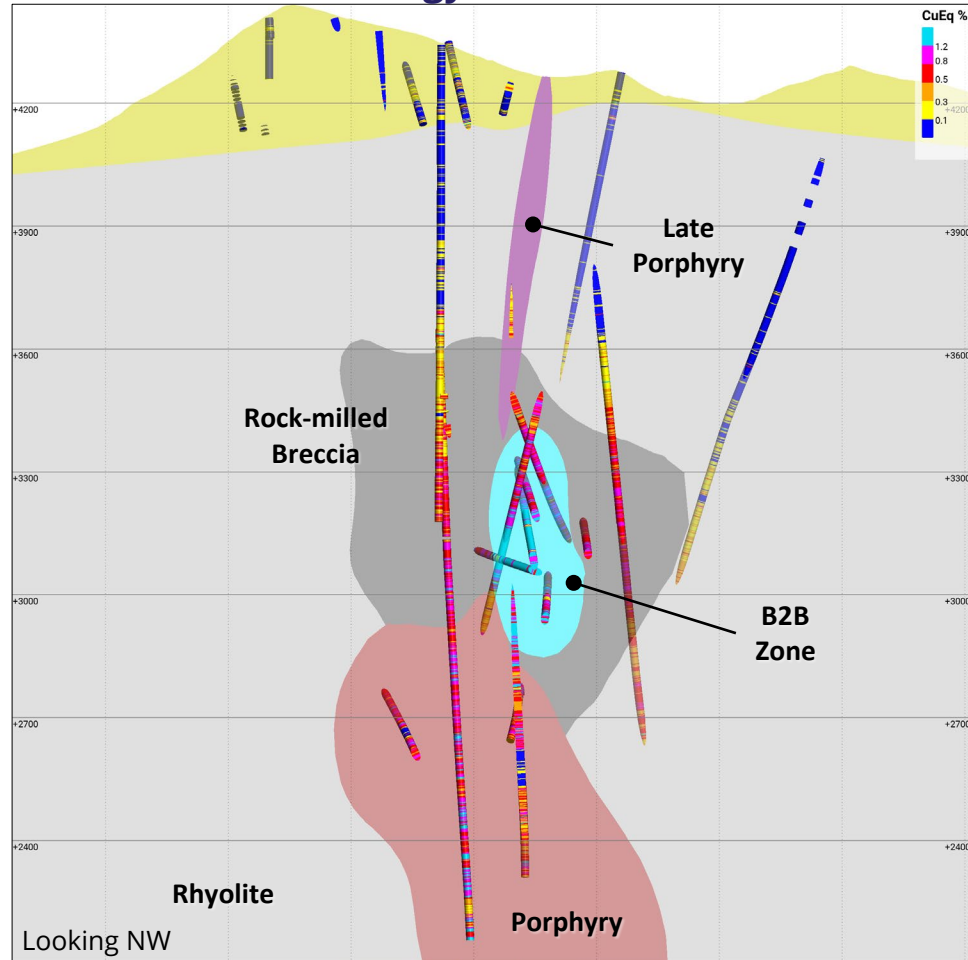 gy
CuEq %
1.2
0.8
0.5
0.3
0.1
+4200
+4200
+3900
+3900
+3600
+3600
+3300
+3300
+3000
+3000
+2700
+2700
+2400
+2400
Late
Porphyry
Rock-milled
Breccia
B2B
Zone
Rhyolite
Porphyry
Looking NW